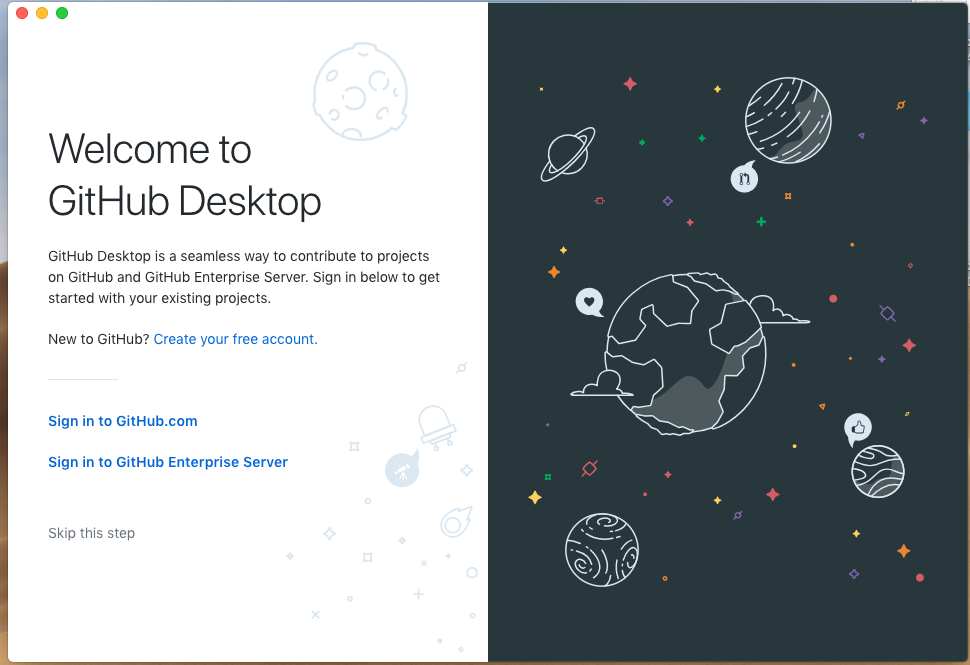 Welcome to
GitHub Desktop
GitHub Desktop is a seamless way to contribute to projects
on GitHub and GitHub Enterprise Server. Sign in below to get
started with your existing projects.
New to GitHub? Create your free account.
Sign in to GitHub.com
Sign in to GitHub Enterprise Server
Skip this step